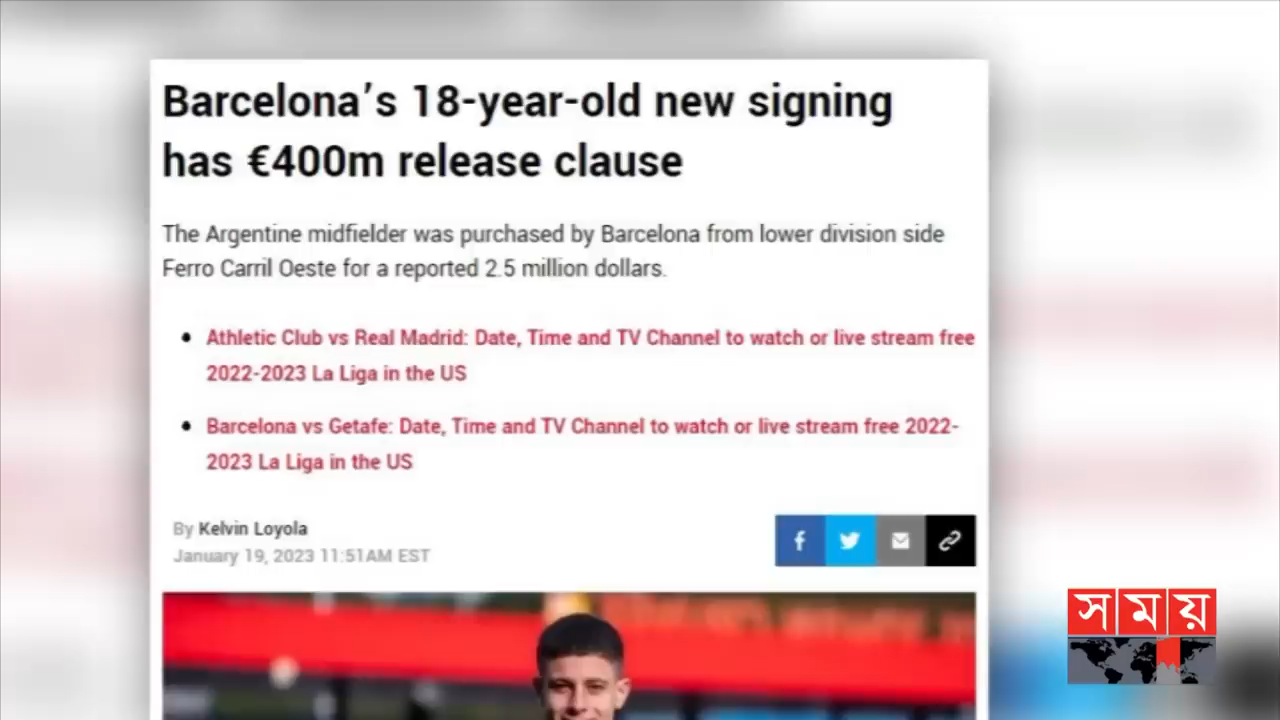 Barcelona's 18-year-old new signing
has €400m release clause
The Argentine midfielder was purchased by Barcelona from lower division side
Ferro Carril Oeste for a reported 2.5 million dollars.
Athletic Club vs Real Madrid: Date, Time and TV Channel to watch or live stream free
2022-2023 La Liga in the US
Barcelona vs Getafe: Date, Time and TV Channel to watch or live stream free 2022-
2023 La Liga in the US
By Kelvin Loyola
January 19, 2023 11:51AM EST
সময়